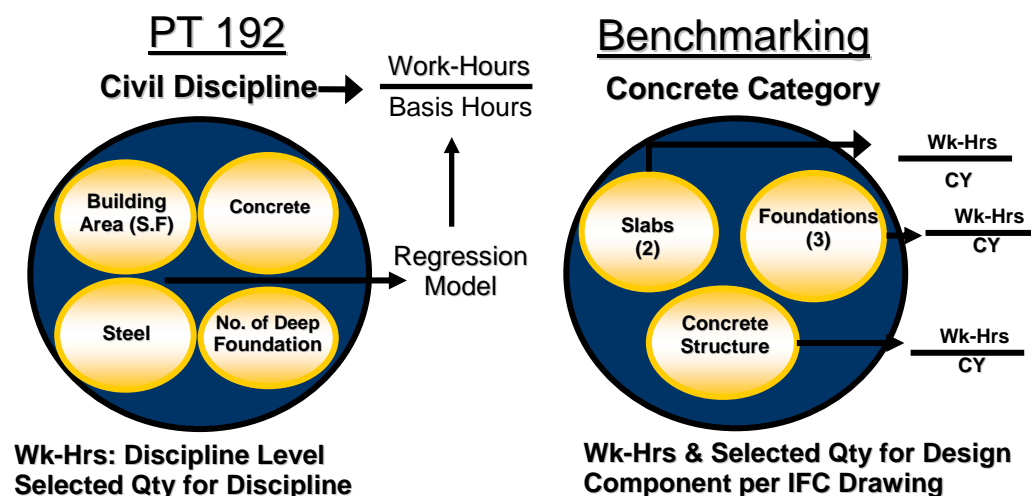 PT 192
Civil Discipline
Work-Hours
Basis Hours
Building
Area (S.F)
Concrete
Steel
No. of Deep
Foundation
Regression
Model
Wk-Hrs: Discipline Level
Selected Qty for Discipline
Benchmarking
Concrete Category
Slabs
(2)
Foundations
(3)
Concrete
Structure
Wk-Hrs
CY
Wk-Hrs
CY
Wk-Hrs
CY
Wk-Hrs & Selected Qty for Design
Component per IFC Drawing